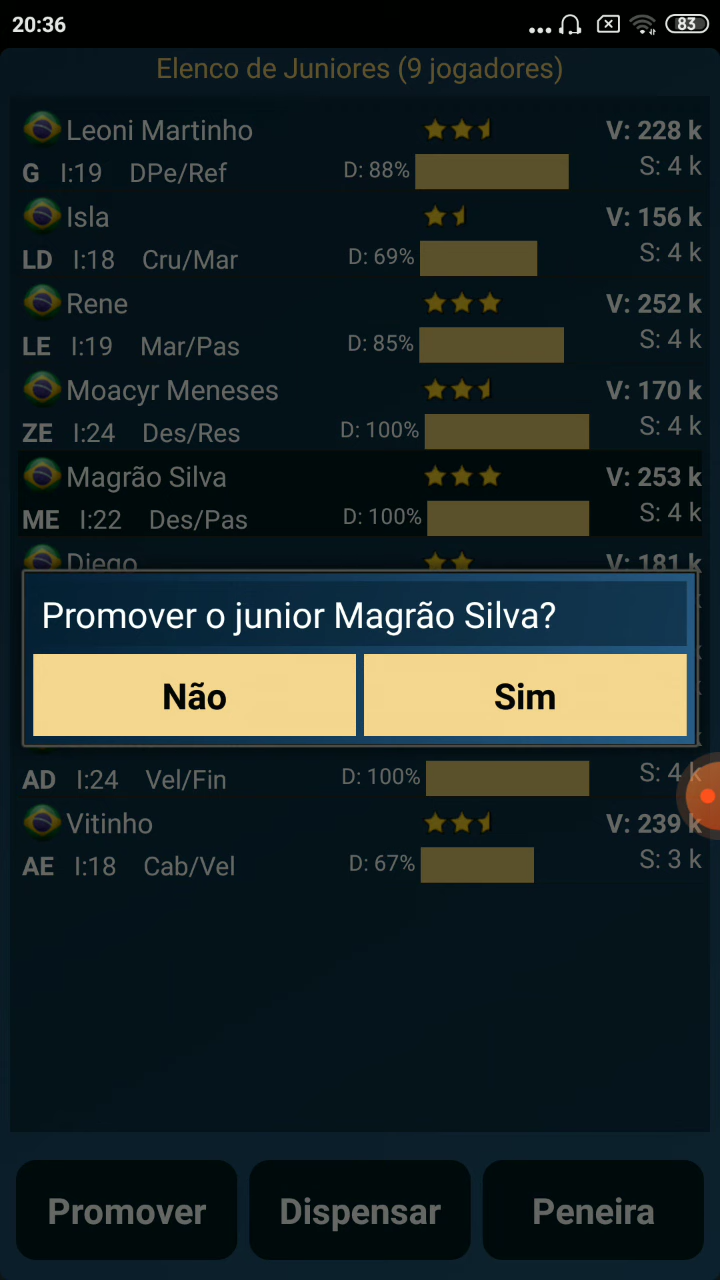 20:36
83
Elenco de Juniores (9 jogadores)
Leoni Martinho V: 228 k
G I:19 DPe/Ref D: 88% S: 4 k
Isla V: 156 k
LD I:18 Cru/Mar D: 69% S: 4 k
Rene V: 252 k
LE I:19 Mar/Pas D: 85% S: 4 k
Moacyr Meneses V: 170 k
ZE I:24 Des/Res D: 100% S: 4 k
Magrão Silva V: 253 k
ME I:22 Des/Pas D: 100% S: 4 k
Diego V: 181 k
Promover o junior Magrão Silva?
Não Sim
AD I:24 Vel/Fin D: 100% S: 4 k
Vitinho V: 239 k
AE I:18 Cab/Vel D: 67% S: 3 k
Promover Dispensar Peneira